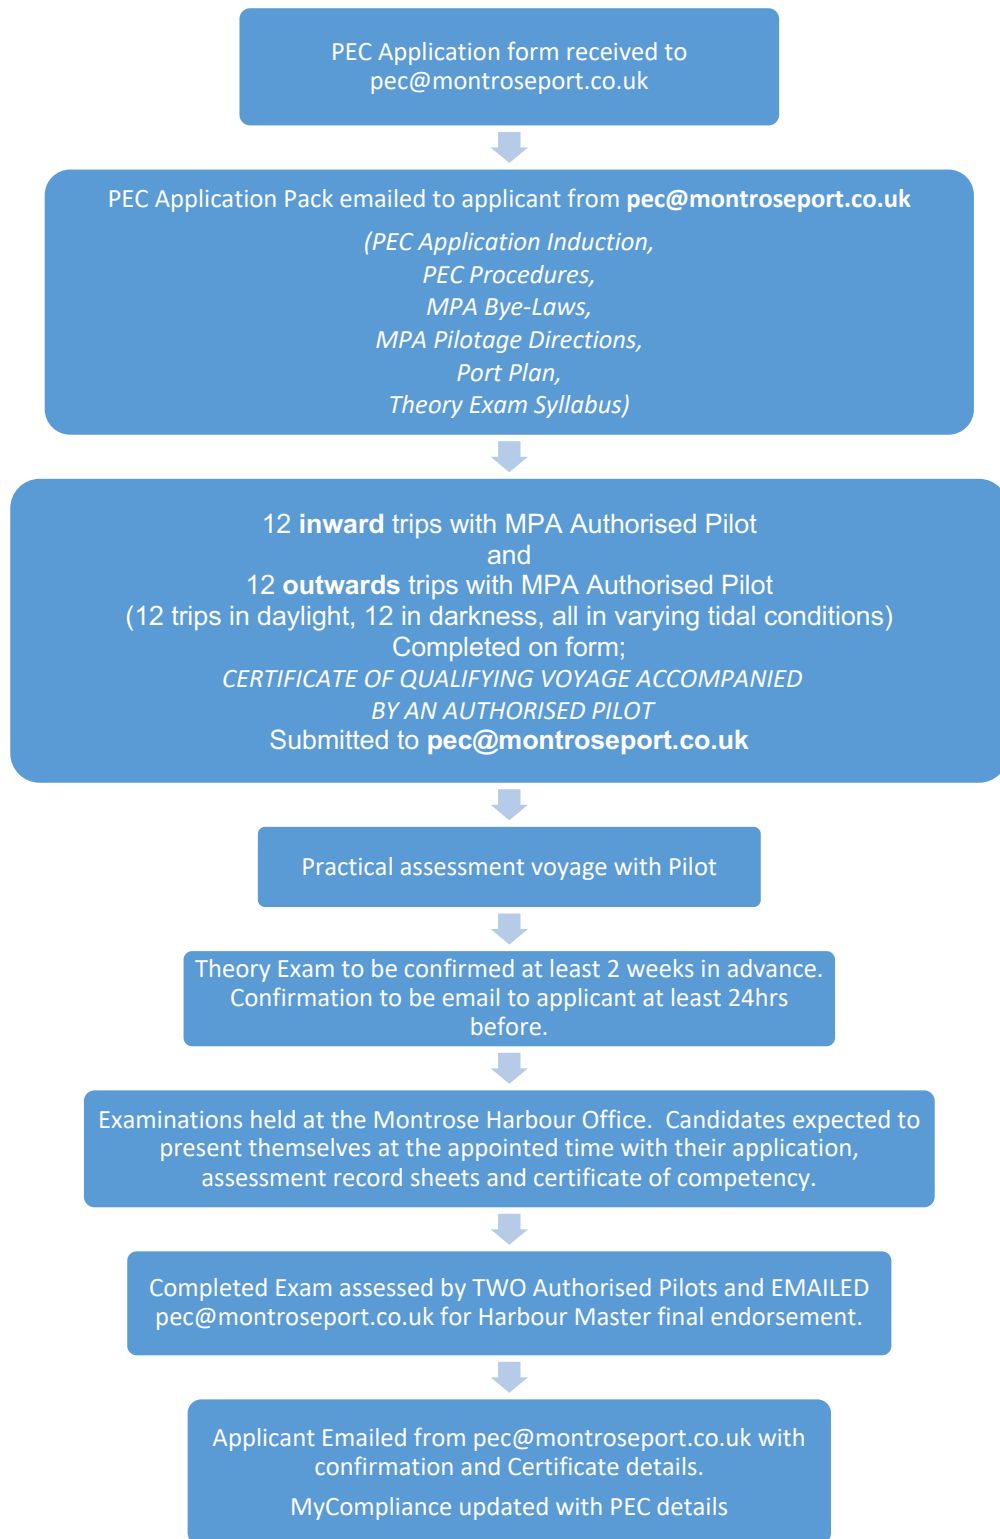 PEC Application form received to
pec@montroseport.co.uk
PEC Application Pack emailed to applicant from pec@montroseport.co.uk
(PEC Application Induction,
PEC Procedures,
MPA Bye-Laws,
MPA Pilotage Directions,
Port Plan,
Theory Exam Syllabus)
12 inward trips with MPA Authorised Pilot
and
12 outwards trips with MPA Authorised Pilot
(12 trips in daylight, 12 in darkness, all in varying tidal conditions)
Completed on form;
CERTIFICATE OF QUALIFYING VOYAGE ACCOMPANIED
BY AN AUTHORISED PILOT
Submitted to pec@montroseport.co.uk
Practical assessment voyage with Pilot
Theory Exam to be confirmed at least 2 weeks in advance.
Confirmation to be email to applicant at least 24hrs
before.
Examinations held at the Montrose Harbour Office.  Candidates expected to
present themselves at the appointed time with their application,
assessment record sheets and certificate of competency.
Completed Exam assessed by TWO Authorised Pilots and EMAILED
pec@montroseport.co.uk for Harbour Master final endorsement.
Applicant Emailed from pec@montroseport.co.uk with
confirmation and Certificate details.
MyCompliance updated with PEC details